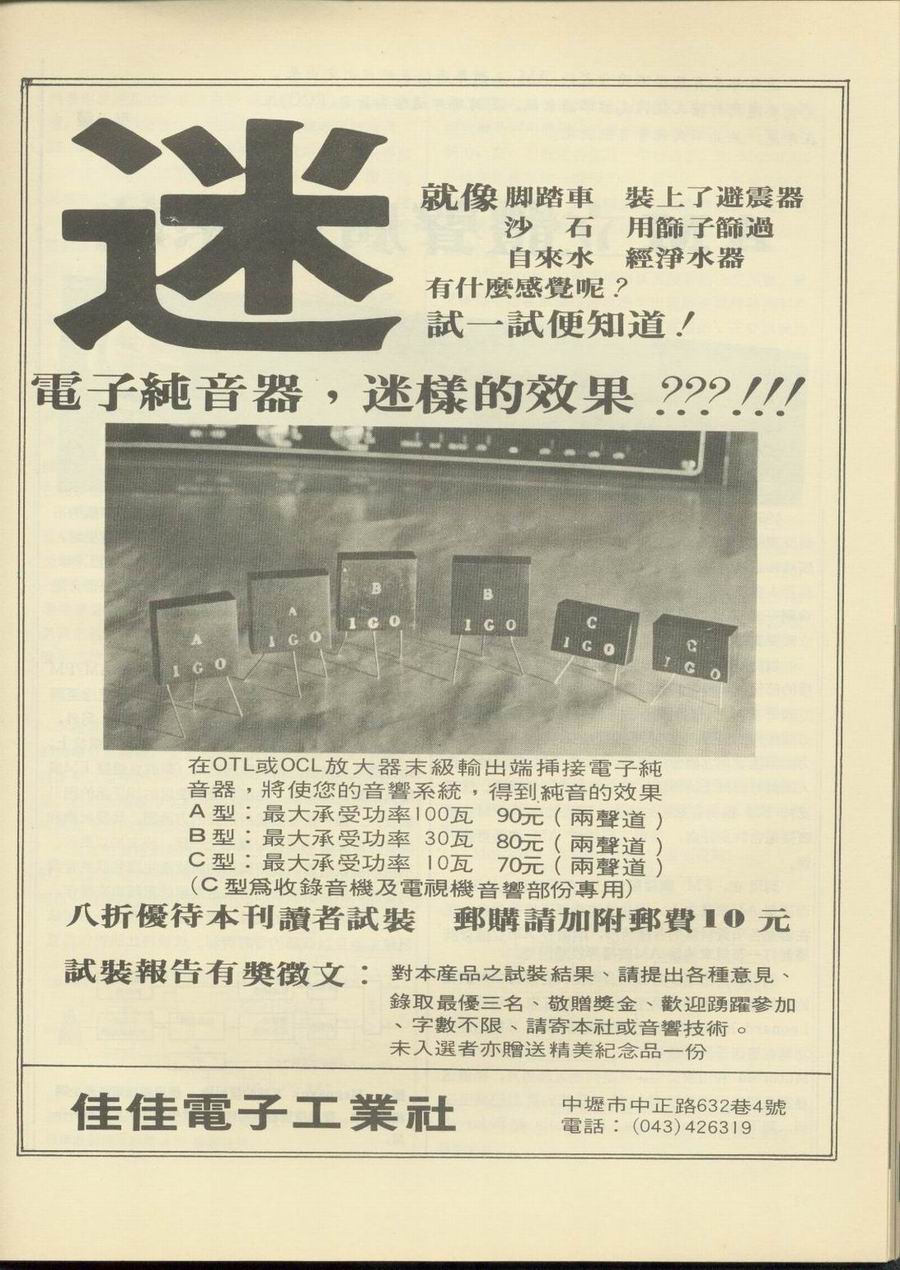 迷
就像 脚踏車　裝上了避震器
沙　石　用篩子篩過
自來水　經淨水器
有什麼感覺呢？
試一試便知道！
電子純音器，迷樣的效果???!!!
A
IGO
A
IGO
B
IGO
B
IGO
C
IGO
C
IGO
在OTL或OCL放大器末級輸出端挿接電子純
音器，將使您的音響系統，得到純音的效果
A型：最大承受功率100瓦　90元（兩聲道）
B型：最大承受功率 30瓦　80元（兩聲道）
C型：最大承受功率 10瓦　70元（兩聲道）
（C型爲收錄音機及電視機音響部份專用）
八折優待本刊讀者試裝　郵購請加附郵費10元
試裝報告有獎徵文：對本産品之試裝結果、請提出各種意見、
錄取最優三名、敬贈獎金、歡迎踴躍參加
、字數不限、請寄本社或音響技術。
未入選者亦贈送精美紀念品一份
佳佳電子工業社
中壢市中正路632巷4號
電話：(043)426319